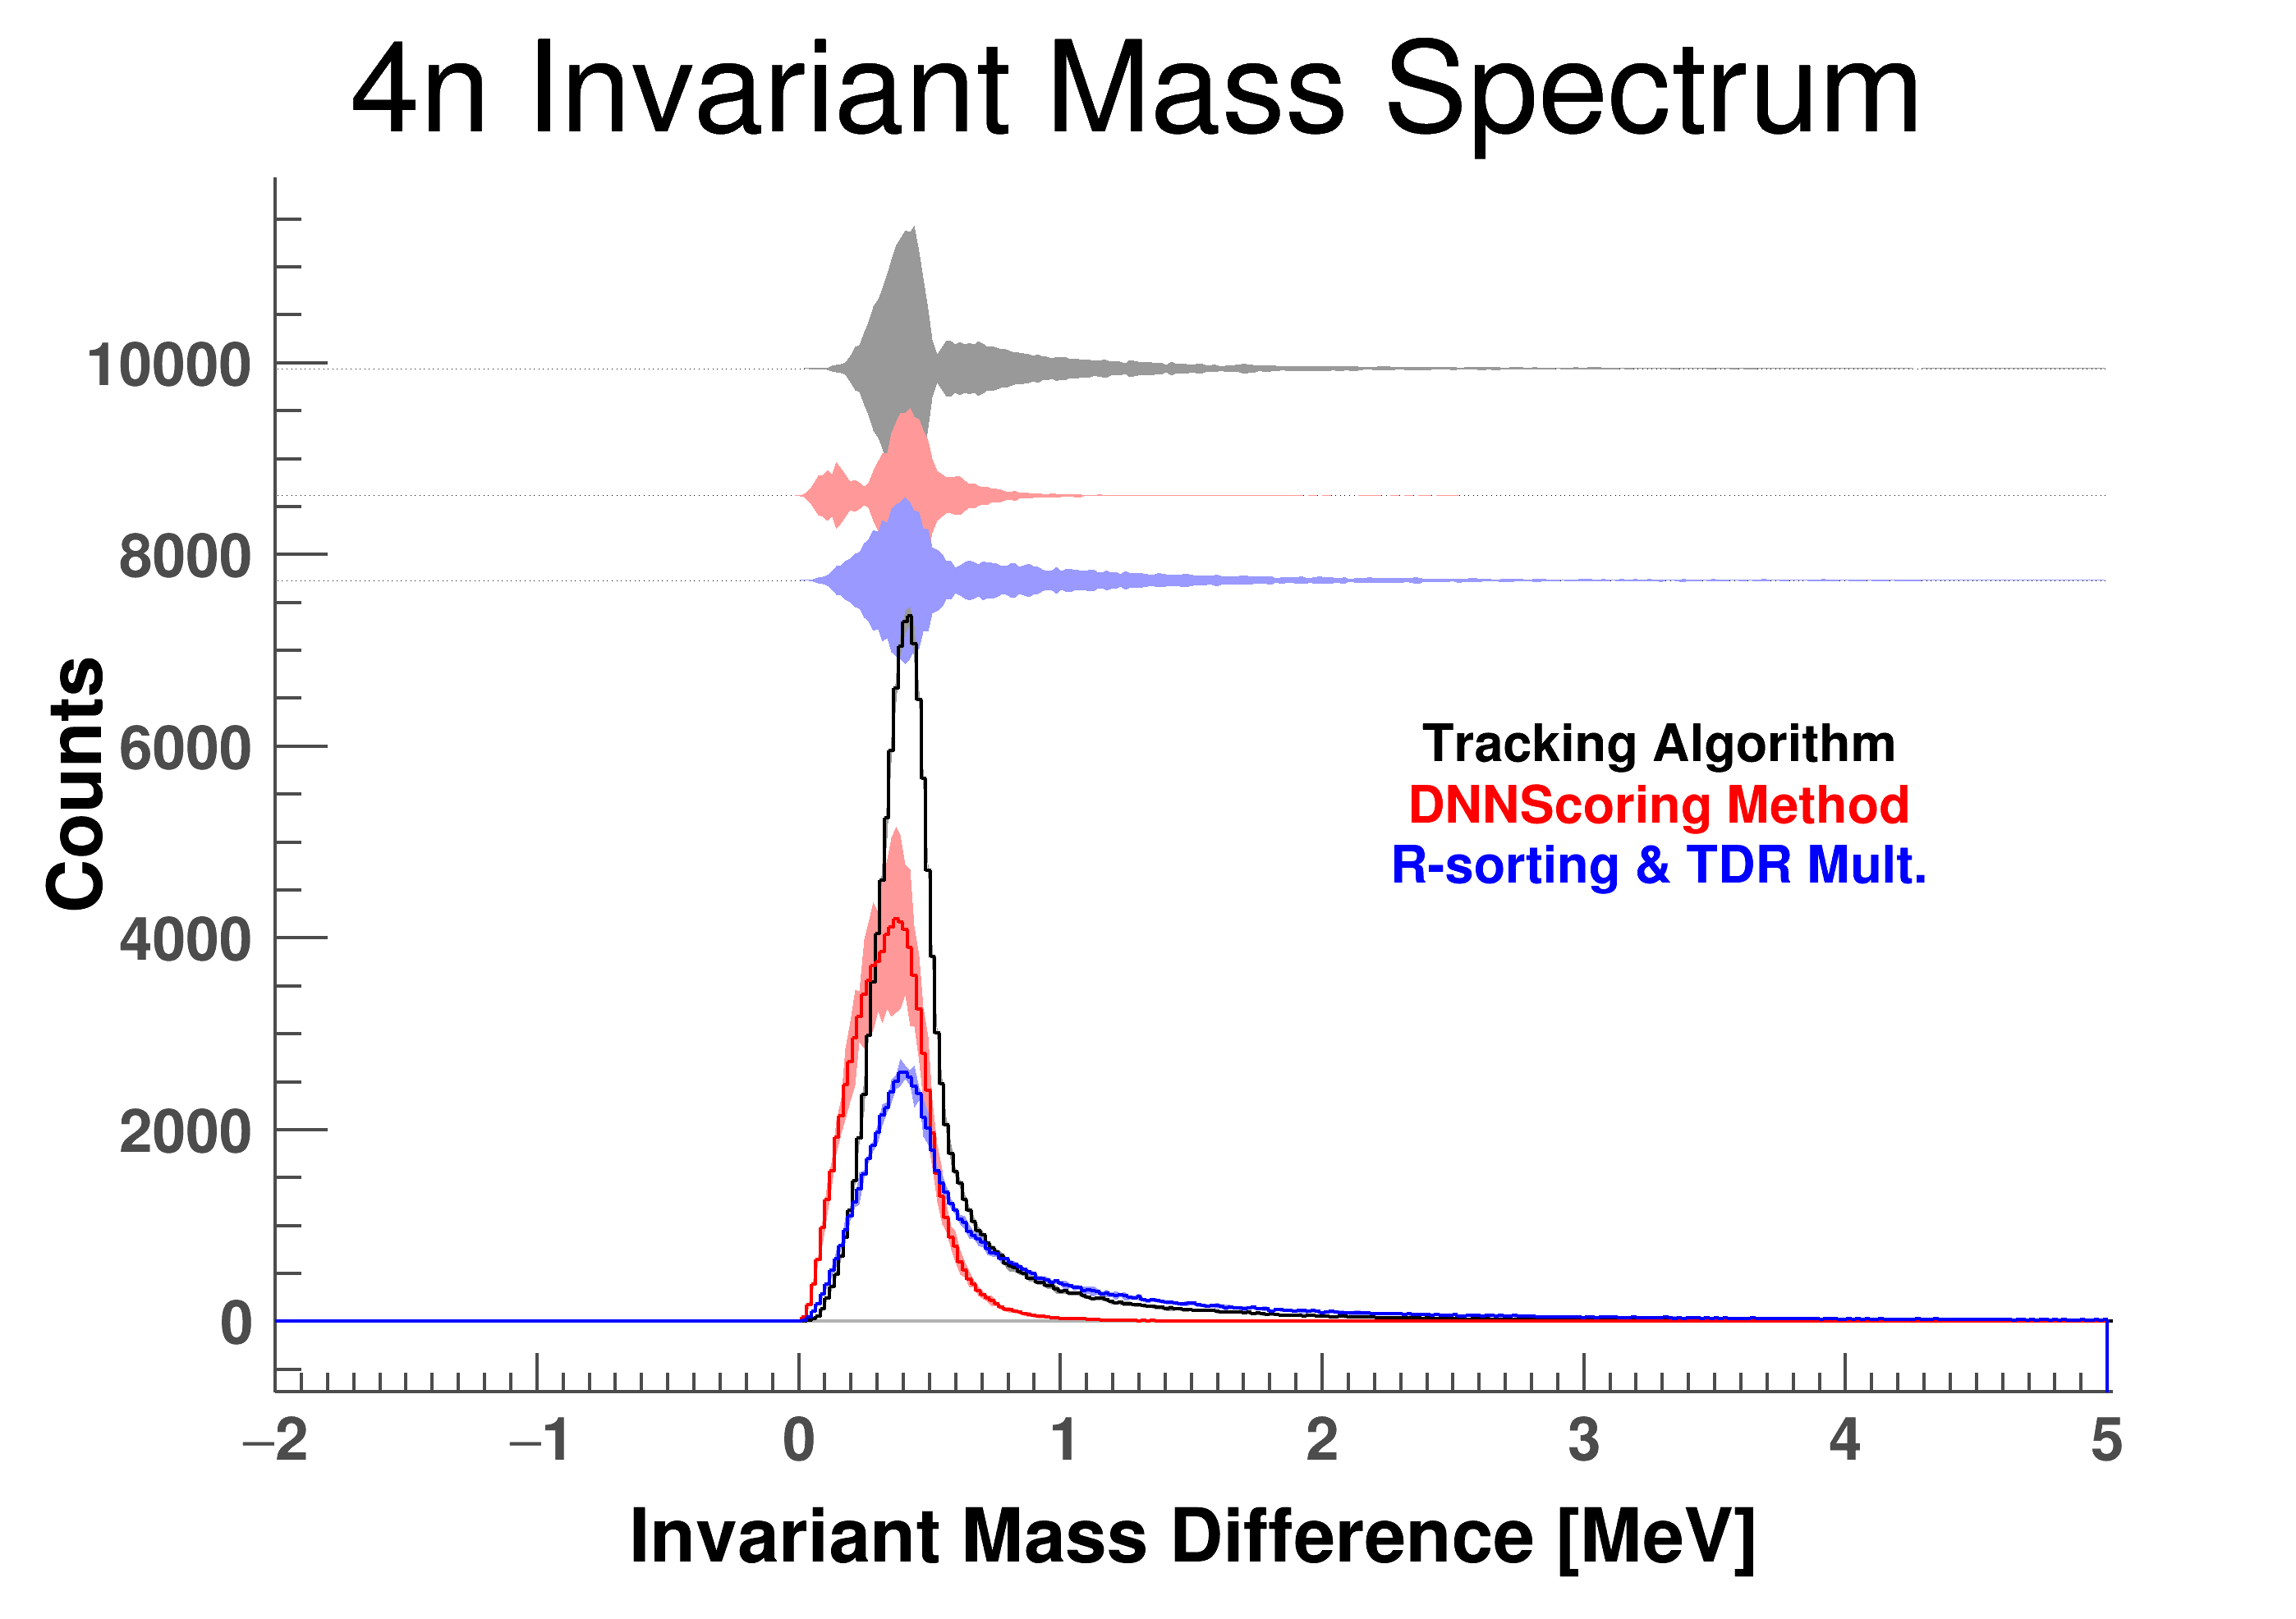 4n Invariant Mass Spectrum
10000
8000
6000
4000
2000
0
Counts
Tracking Algorithm
DNNScoring Method
R-sorting & TDR Mult.
−2 −1 0 1 2 3 4 5
Invariant Mass Difference [MeV]